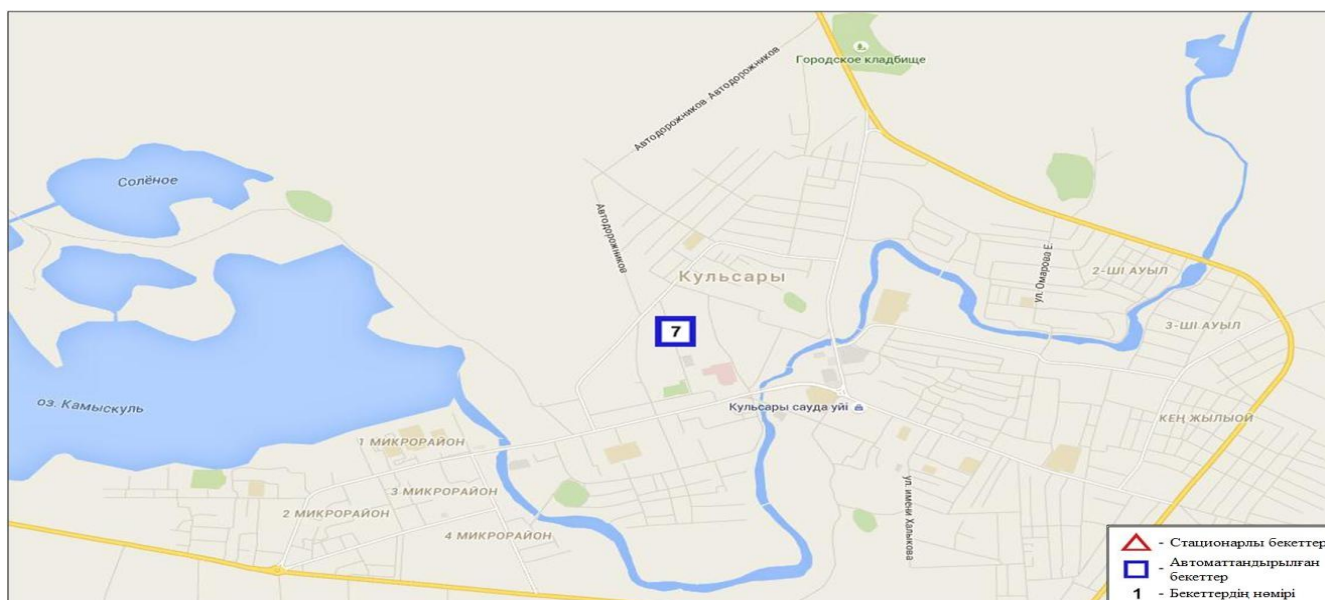 Городское кладбище
Автодорожников Автодорожников
Солёное
Автодорожников
Кульсары
ул. Омарова Е.
2-ШІ АУЫЛ
3-ШІ АУЫЛ
7
оз. Камыскуль
Кульсары сауда уйі
КЕҢ ЖЫЛЫОЙ
1 МИКРОРАЙОН
3 МИКРОРАЙОН
2 МИКРОРАЙОН
4 МИКРОРАЙОН
ул. имени Халыкова
- Стационарлы бекеттер
- Автоматтандырылған
бекеттер
1 - Бекеттердің нөмірі